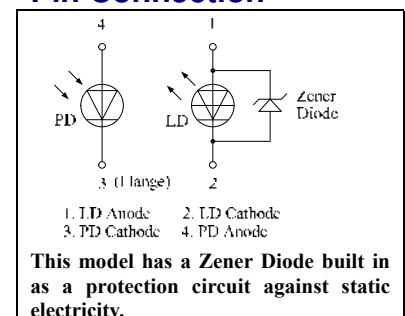 Pin Connection
4 1
PD LD Zener
Diode
3 (Flange) 2
1. LD Anode 2. LD Cathode
3. PD Cathode 4. PD Anode
This model has a Zener Diode built in
as a protection circuit against static
electricity.